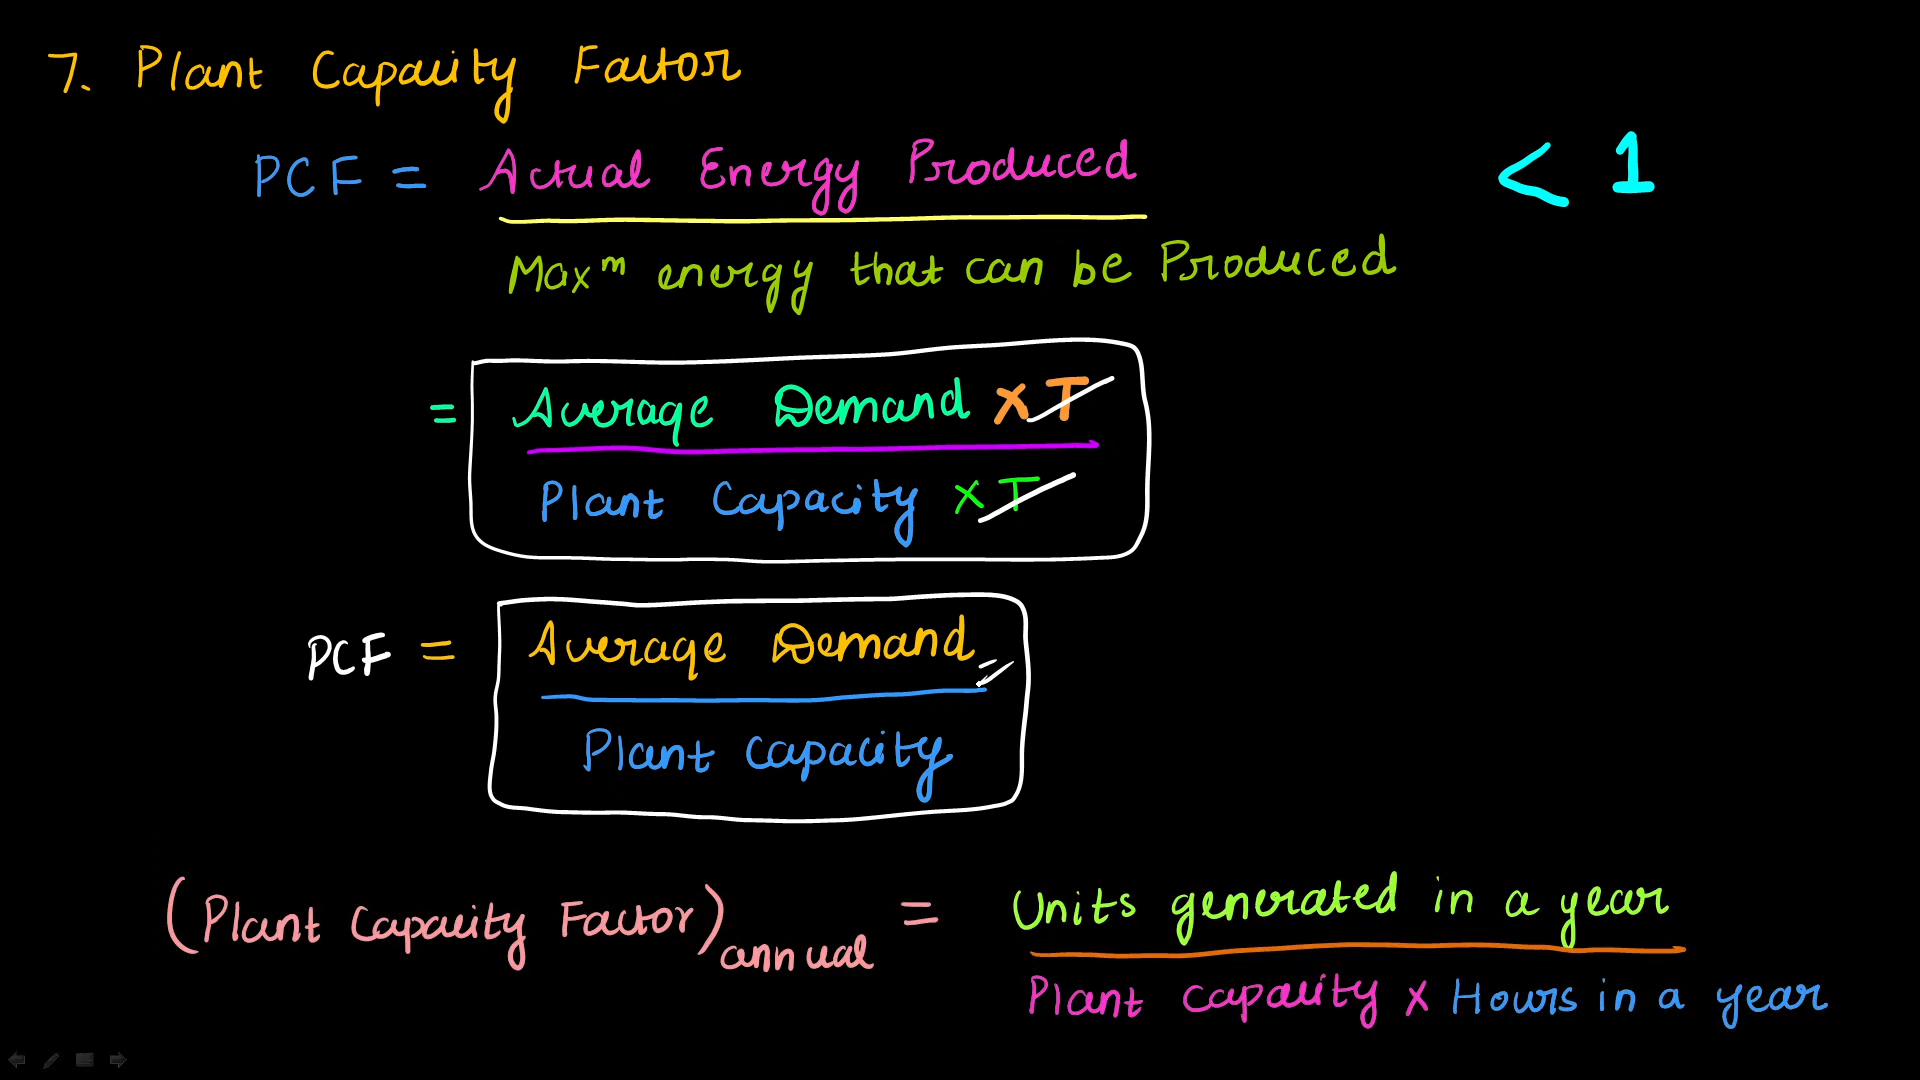 7. Plant Capacity Factor
PCF = Actual Energy Produced < 1
Maxᵐ energy that can be Produced
= Average Demand × T
Plant Capacity × T
PCF = Average Demand
Plant Capacity
(Plant Capacity Factor)annual = Units generated in a year
Plant Capacity × Hours in a year